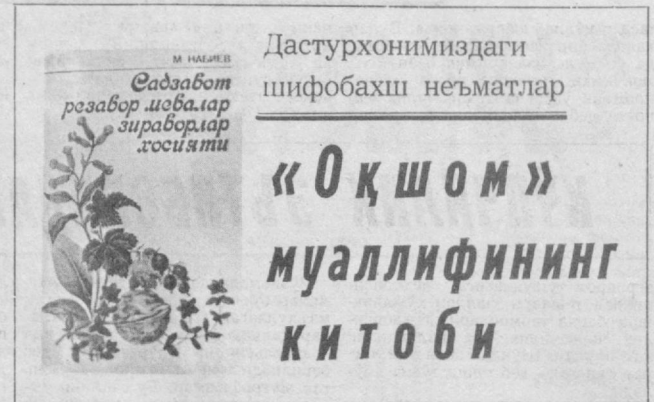 М НАБИЕВ
Садзавот
резавор мевалар
зираворлар
хосияти
Дастурхонимиздаги
шифобахш неъматлар
«Оқшом»
муаллифининг
китоби